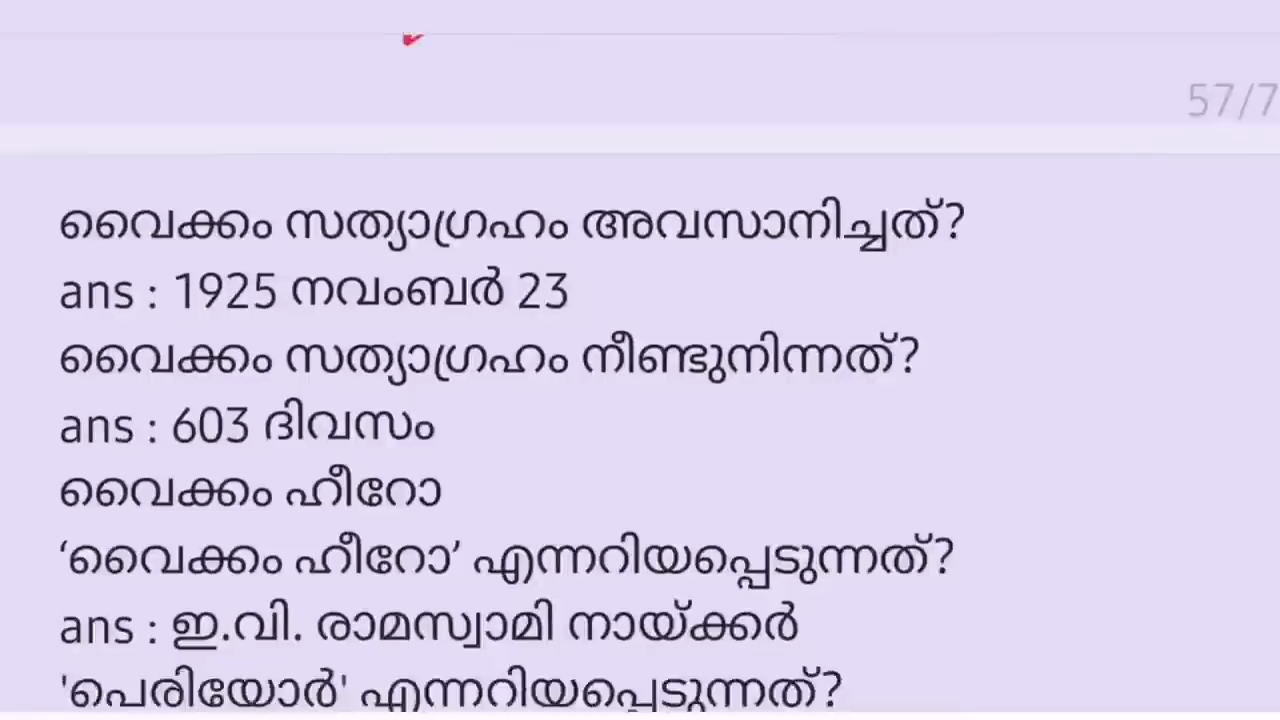 57/7
വൈക്കം സത്യാഗ്രഹം അവസാനിച്ചത്?
ans : 1925 നവംബർ 23
വൈക്കം സത്യാഗ്രഹം നീണ്ടുനിന്നത്?
ans : 603 ദിവസം
വൈക്കം ഹീറോ
‘വൈക്കം ഹീറോ’ എന്നറിയപ്പെടുന്നത്?
ans : ഇ.വി. രാമസ്വാമി നായ്ക്കർ
'പെരിയോർ' എന്നറിയപ്പെടുന്നത്?